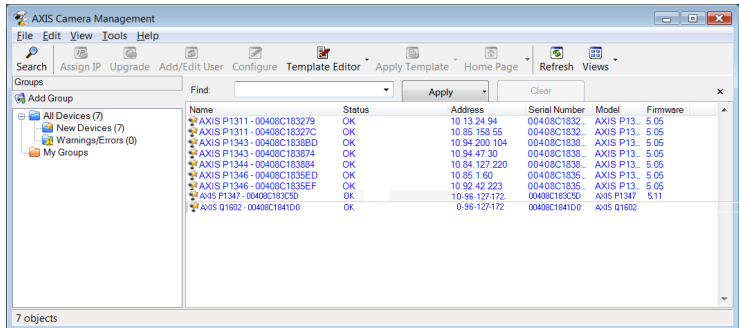 AXIS Camera Management
File Edit View Tools Help
Search Assign IP Upgrade Add/Edit User Configure Template Editor Apply Template Home Page Refresh Views
Groups
Add Group
All Devices (7)
New Devices (7)
Warnings/Errors (0)
My Groups
Find: Apply Clear
Name Status Address Serial Number Model Firmware
AXIS P1311 - 00408C183279 OK 10.13.24.94 00408C1832... AXIS P13... 5.05
AXIS P1311 - 00408C18327C OK 10.85.158.55 00408C1832... AXIS P13... 5.05
AXIS P1343 - 00408C1838BD OK 10.94.200.104 00408C1838... AXIS P13... 5.05
AXIS P1343 - 00408C183874 OK 10.94.47.30 00408C1838... AXIS P13... 5.05
AXIS P1344 - 00408C183884 OK 10.84.127.220 00408C1838... AXIS P13... 5.05
AXIS P1346 - 00408C1835ED OK 10.85.1.60 00408C1835... AXIS P13... 5.05
AXIS P1346 - 00408C1835EF OK 10.92.42.223 00408C1835... AXIS P13... 5.05
AXIS P1347 - 00408C183C5D OK 10-96-127-172 00408C183C5D AXIS P1347 5.11
AXIS Q1602 - 00408C1841D0 OK 0-96-127-172 00408C1841D0 AXIS Q1602
7 objects